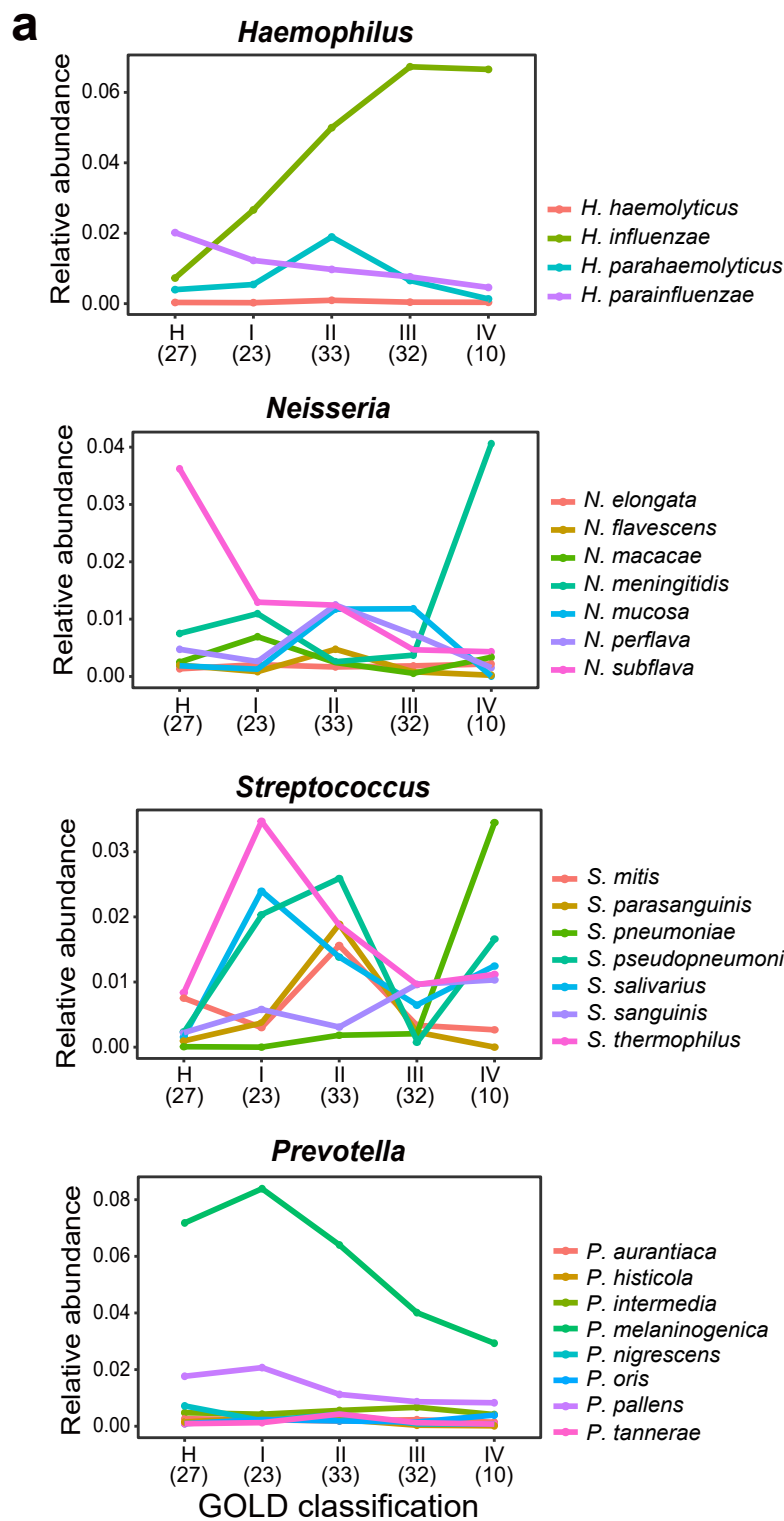 a
Haemophilus
Relative abundance
0.06
0.04
0.02
0.00
H I II III IV
(27) (23) (33) (32) (10)
H. haemolyticus
H. influenzae
H. parahaemolyticus
H. parainfluenzae
Neisseria
Relative abundance
0.04
0.03
0.02
0.01
0.00
H I II III IV
(27) (23) (33) (32) (10)
N. elongata
N. flavescens
N. macacae
N. meningitidis
N. mucosa
N. perflava
N. subflava
Streptococcus
Relative abundance
0.03
0.02
0.01
0.00
H I II III IV
(27) (23) (33) (32) (10)
S. mitis
S. parasanguinis
S. pneumoniae
S. pseudopneumoni
S. salivarius
S. sanguinis
S. thermophilus
Prevotella
Relative abundance
0.08
0.06
0.04
0.02
0.00
H I II III IV
(27) (23) (33) (32) (10)
GOLD classification
P. aurantiaca
P. histicola
P. intermedia
P. melaninogenica
P. nigrescens
P. oris
P. pallens
P. tannerae